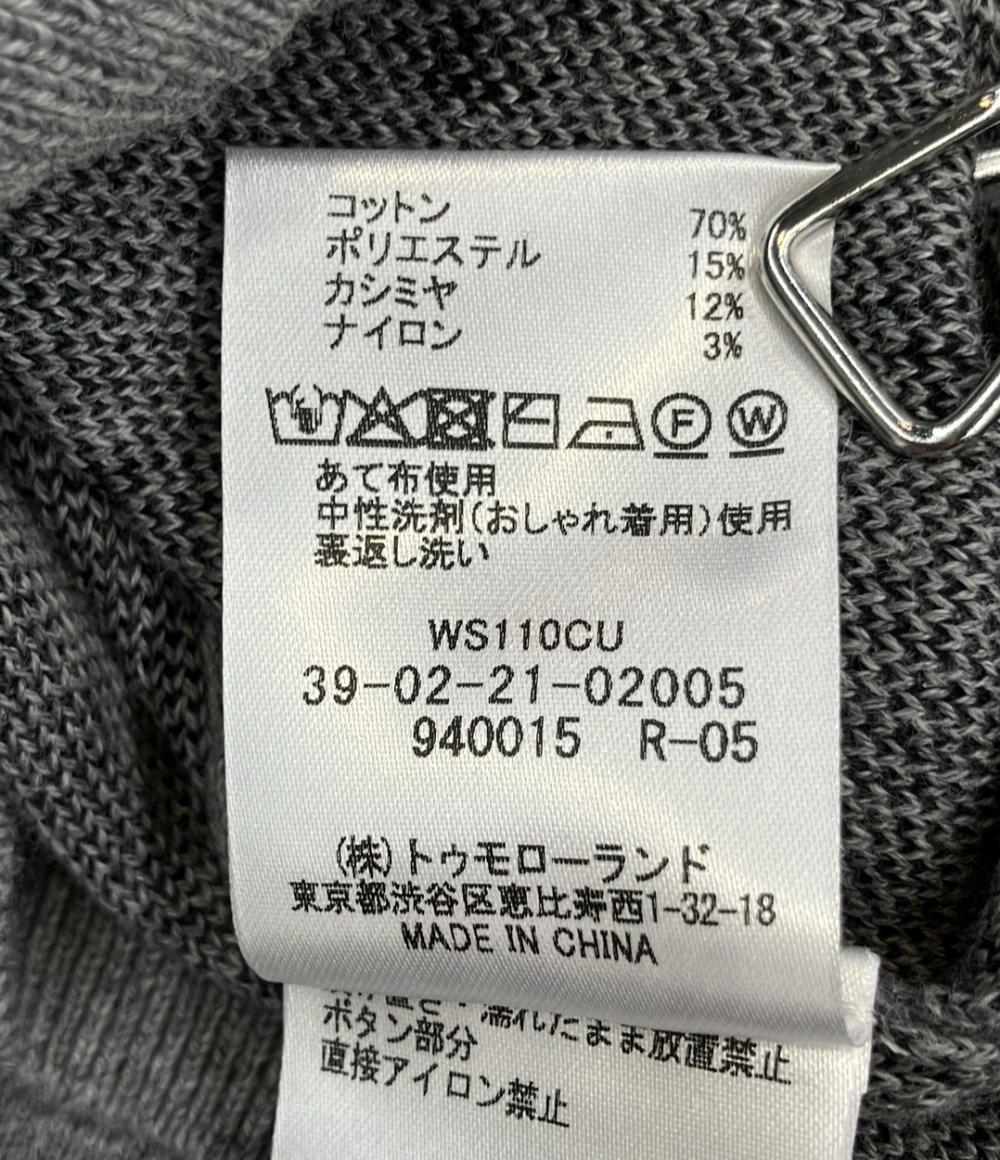 コットン 70%
ポリエステル 15%
カシミヤ 12%
ナイロン 3%
F W
あて布使用
中性洗剤(おしゃれ着用)使用
裏返し洗い
WS110CU
39-02-21-02005
940015 R-05
(株)トゥモローランド
東京都渋谷区恵比寿西1-32-18
MADE IN CHINA
濡れたまま放置禁止
ボタン部分
直接アイロン禁止